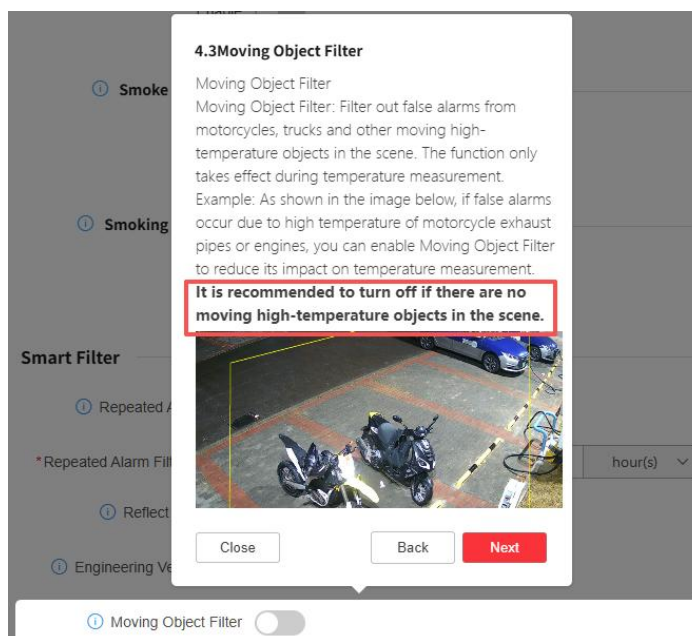 4.3Moving Object Filter
Moving Object Filter
Moving Object Filter: Filter out false alarms from
motorcycles, trucks and other moving high-
temperature objects in the scene. The function only
takes effect during temperature measurement.
Example: As shown in the image below, if false alarms
occur due to high temperature of motorcycle exhaust
pipes or engines, you can enable Moving Object Filter
to reduce its impact on temperature measurement.
It is recommended to turn off if there are no
moving high-temperature objects in the scene.
Smoke
Smoking
Smart Filter
Repeated A
*Repeated Alarm Filt
hour(s)
Reflect
Engineering Ve
Close
Back
Next
Moving Object Filter